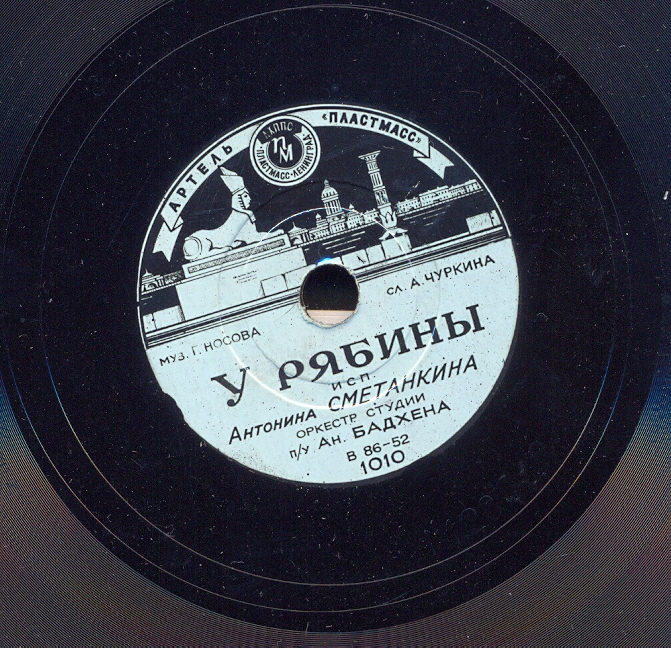 АРТЕЛЬ «ПЛАСТМАСС»
ЛХППС
ПМ
ПЛАСТМАСС-ЛЕНИНГРАД
МУЗ. Г. НОСОВА
СЛ. А. ЧУРКИНА
У РЯБИНЫ
ИСП.
Антонина СМЕТАНКИНА
ОРКЕСТР СТУДИИ
П/У Ан. БАДХЕНА
В 86-52
1010